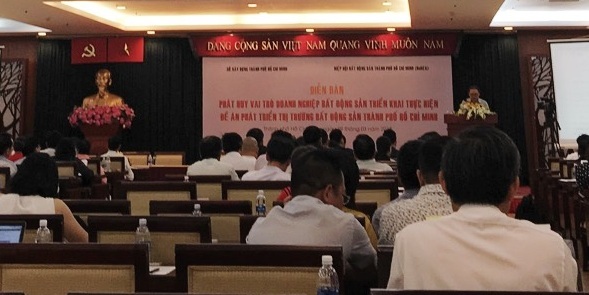 ĐẢNG CỘNG SẢN VIỆT NAM QUANG VINH MUÔN NĂM
SỞ XÂY DỰNG THÀNH PHỐ HỒ CHÍ MINH
HIỆP HỘI BẤT ĐỘNG SẢN THÀNH PHỐ HỒ CHÍ MINH (HOREA)
DIỄN ĐÀN
PHÁT HUY VAI TRÒ DOANH NGHIỆP BẤT ĐỘNG SẢN TRIỂN KHAI THỰC HIỆN
ĐỀ ÁN PHÁT TRIỂN THỊ TRƯỜNG BẤT ĐỘNG SẢN THÀNH PHỐ HỒ CHÍ MINH